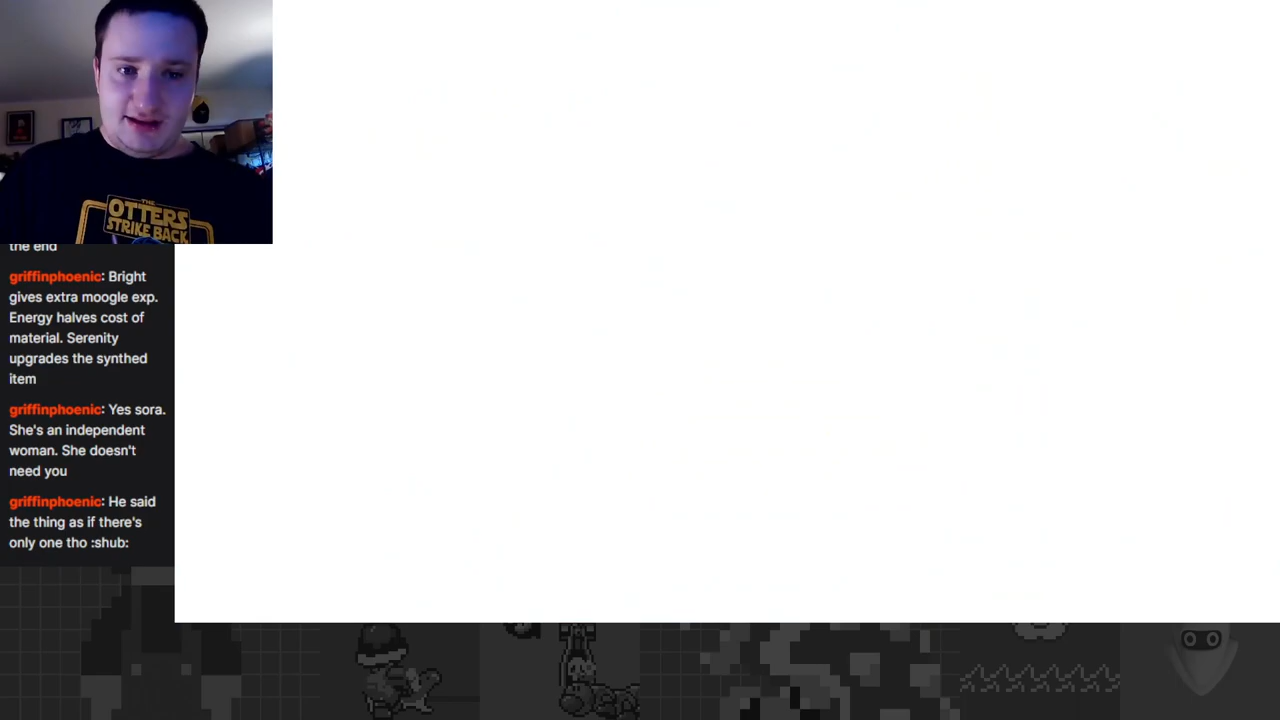 THE
OTTERS
STRIKE BACK
the end
griffinphoenic: Bright
gives extra moogle exp.
Energy halves cost of
material. Serenity
upgrades the synthed
item
griffinphoenic: Yes sora.
She's an independent
woman. She doesn't
need you
griffinphoenic: He said
the thing as if there's
only one tho :shub: